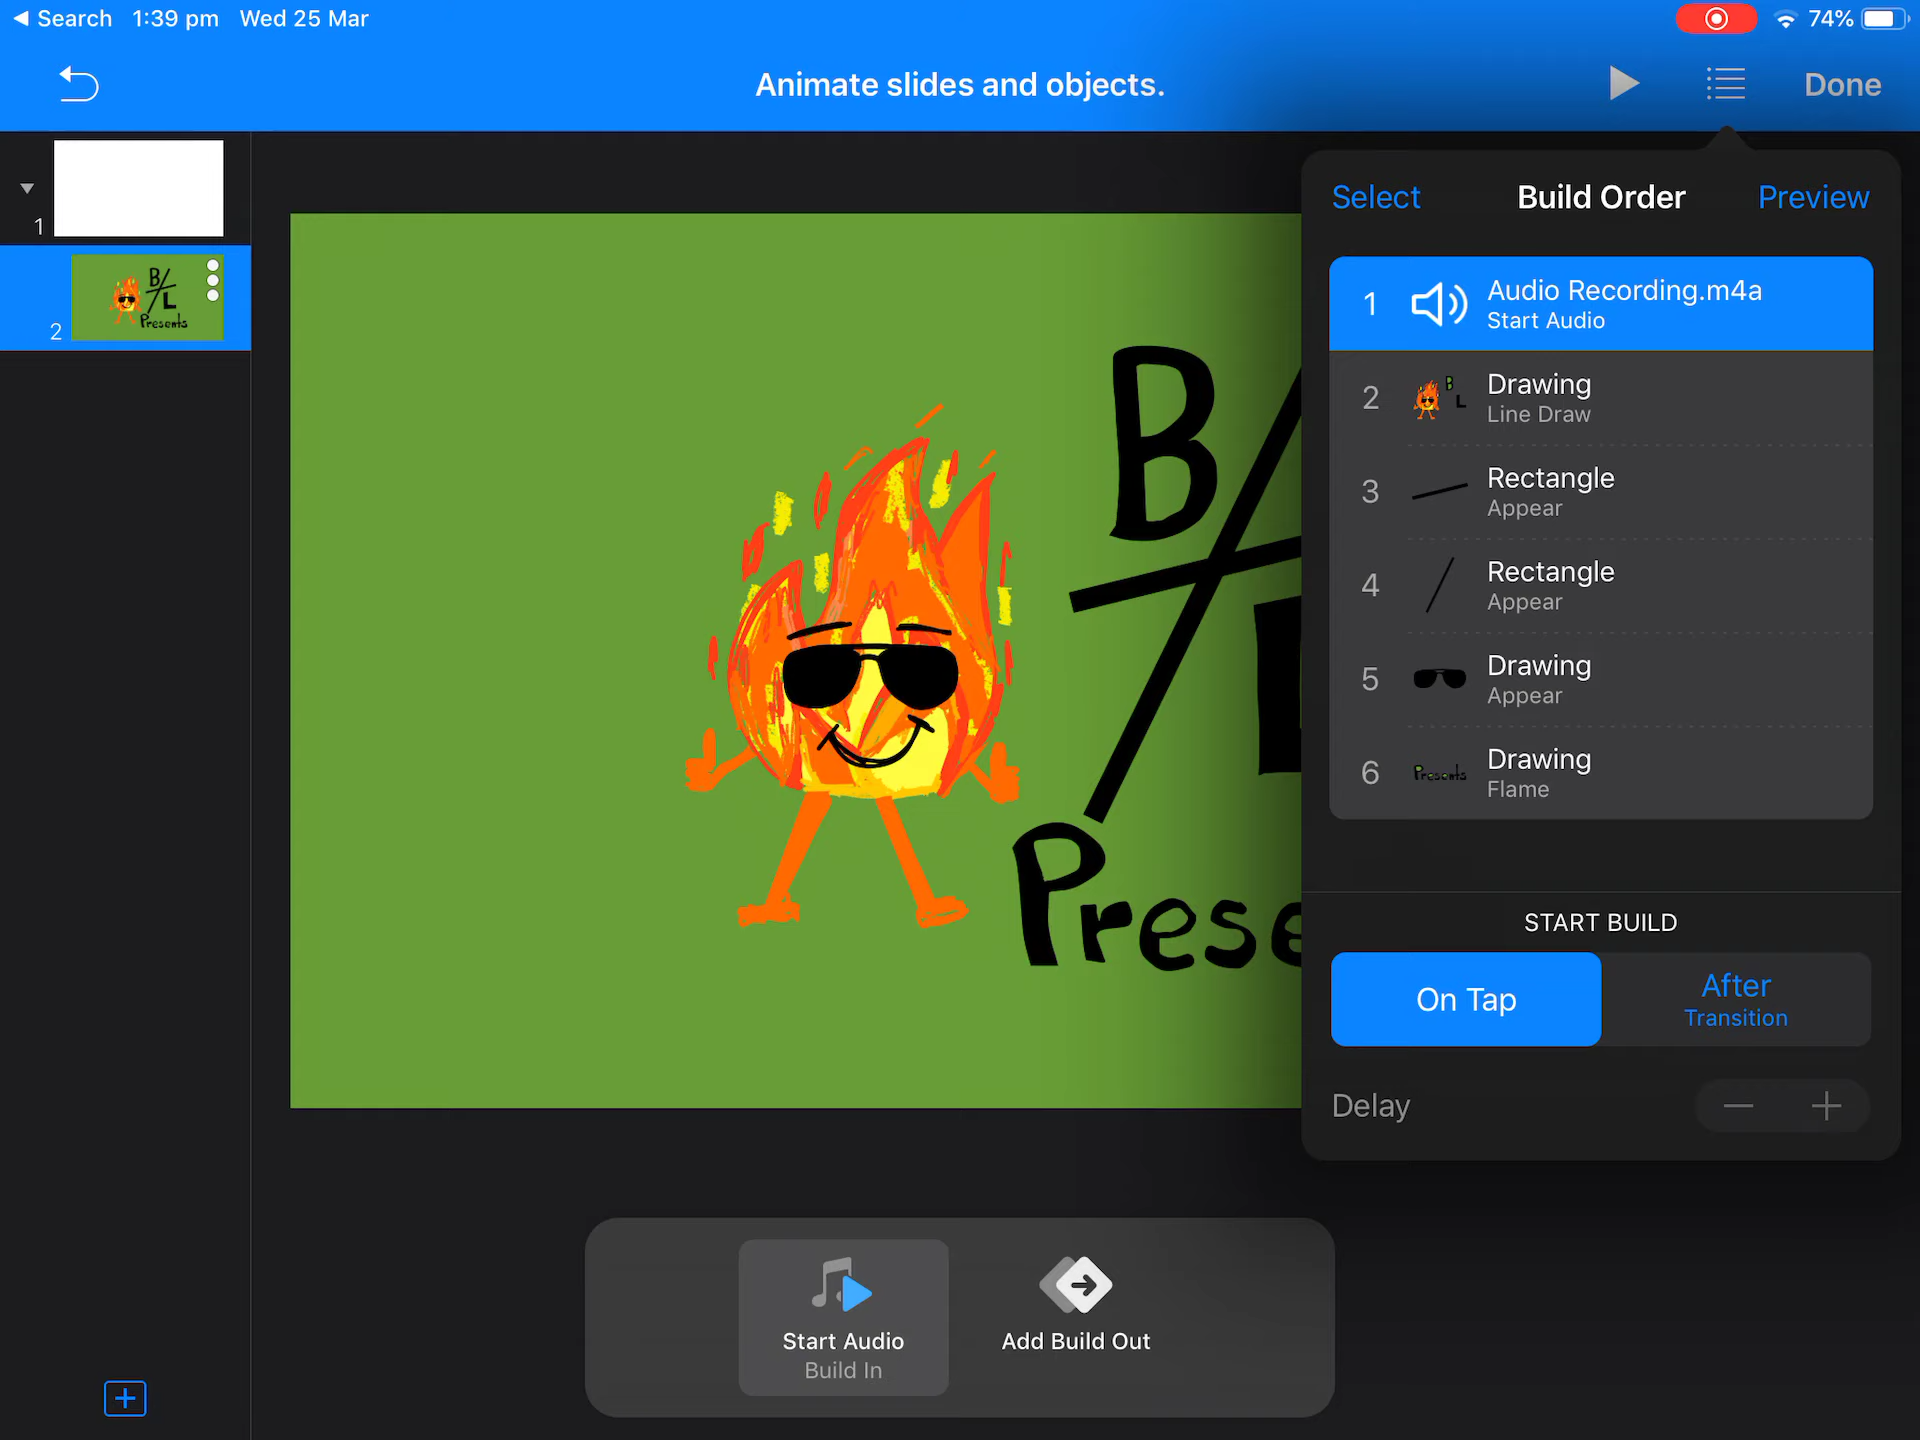 Search 1:39 pm Wed 25 Mar
74%
Animate slides and objects.
Done
1
B
L
Presents
2
B
Prese
Select Build Order Preview
1 Audio Recording.m4a
Start Audio
2 B L Drawing
Line Draw
3 Rectangle
Appear
4 Rectangle
Appear
5 Drawing
Appear
6 Presents Drawing
Flame
START BUILD
On Tap
After
Transition
Delay
Start Audio
Build In
Add Build Out